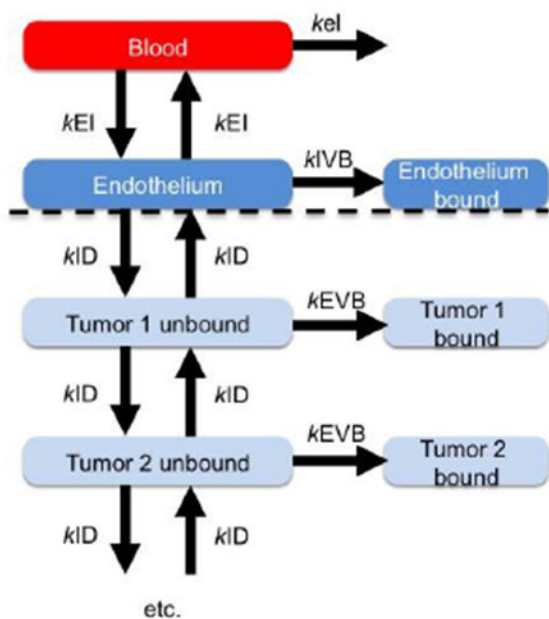 Blood
kel
kEI
kEI
kIVB
Endothelium
Endothelium
bound
kID
kID
kEVB
Tumor 1 unbound
Tumor 1
bound
kID
kID
kEVB
Tumor 2 unbound
Tumor 2
bound
kID
kID
etc.